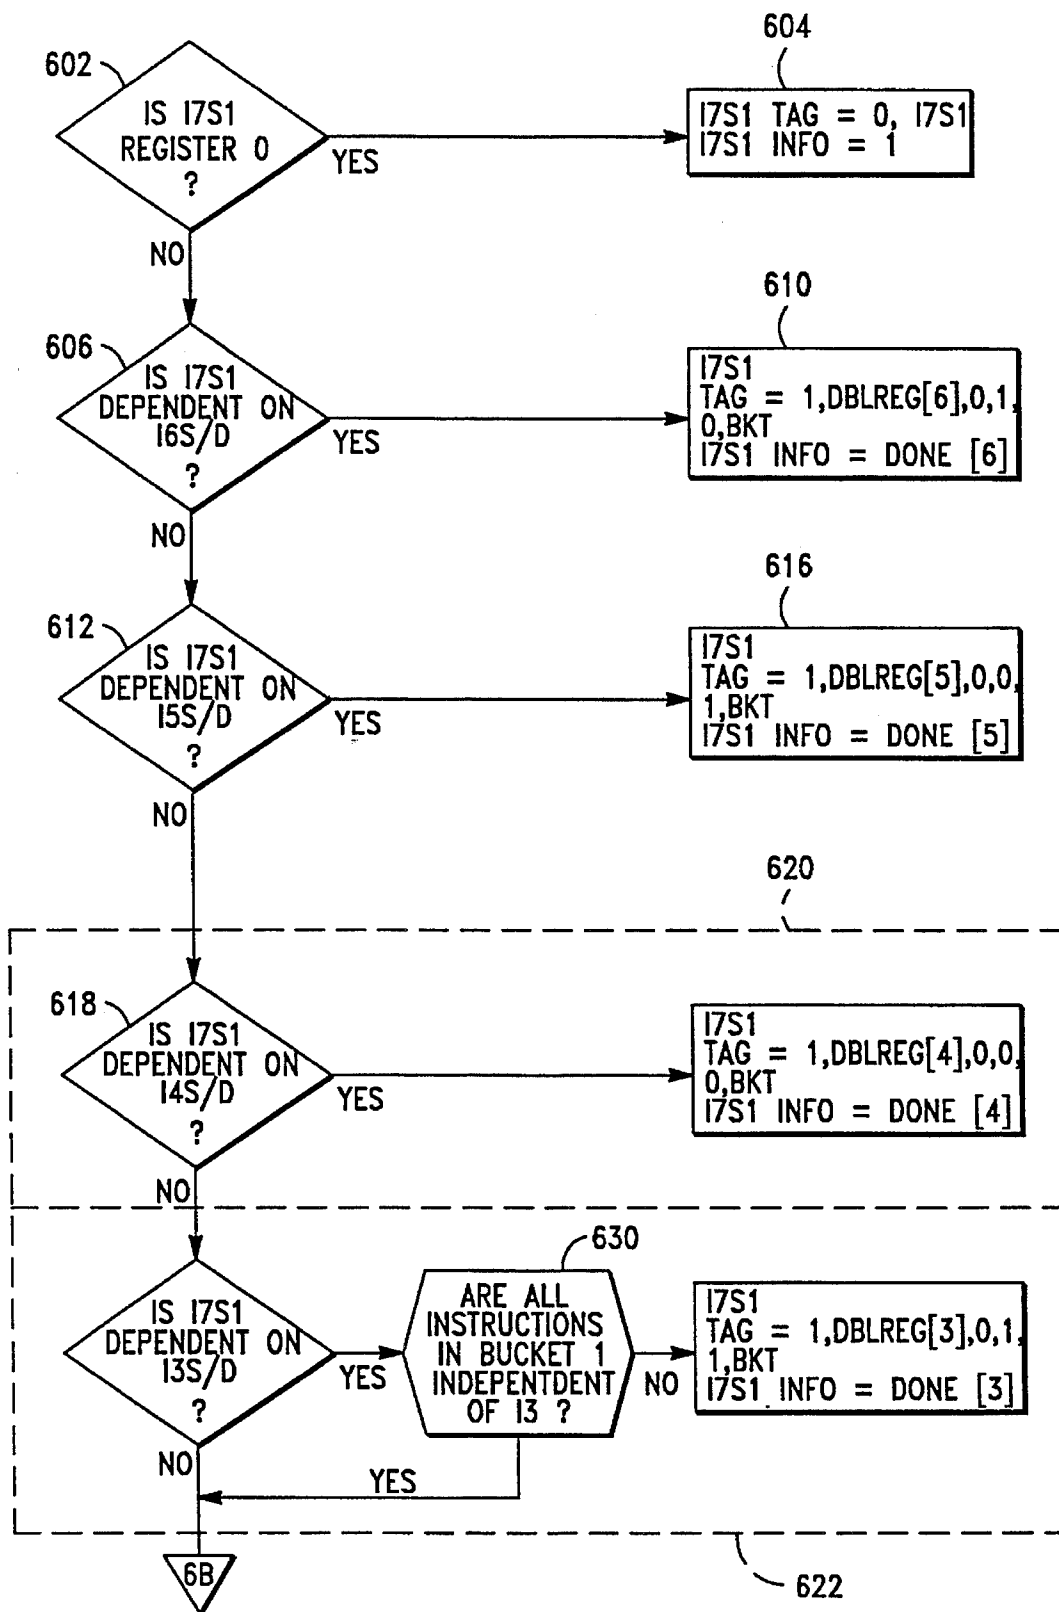 602
IS I7S1
REGISTER 0
?
YES
NO
604
I7S1 TAG = 0, I7S1
I7S1 INFO = 1
606
IS I7S1
DEPENDENT ON
I6S/D
?
YES
NO
610
I7S1
TAG = 1,DBLREG[6],0,1,
0,BKT
I7S1 INFO = DONE [6]
612
IS I7S1
DEPENDENT ON
I5S/D
?
YES
NO
616
I7S1
TAG = 1,DBLREG[5],0,0,
1,BKT
I7S1 INFO = DONE [5]
620
618
IS I7S1
DEPENDENT ON
I4S/D
?
YES
NO
I7S1
TAG = 1,DBLREG[4],0,0,
0,BKT
I7S1 INFO = DONE [4]
IS I7S1
DEPENDENT ON
I3S/D
?
YES
NO
630
ARE ALL
INSTRUCTIONS
IN BUCKET 1
INDEPENTDENT
OF I3 ?
NO
YES
I7S1
TAG = 1,DBLREG[3],0,1,
1,BKT
I7S1 INFO = DONE [3]
6B
622